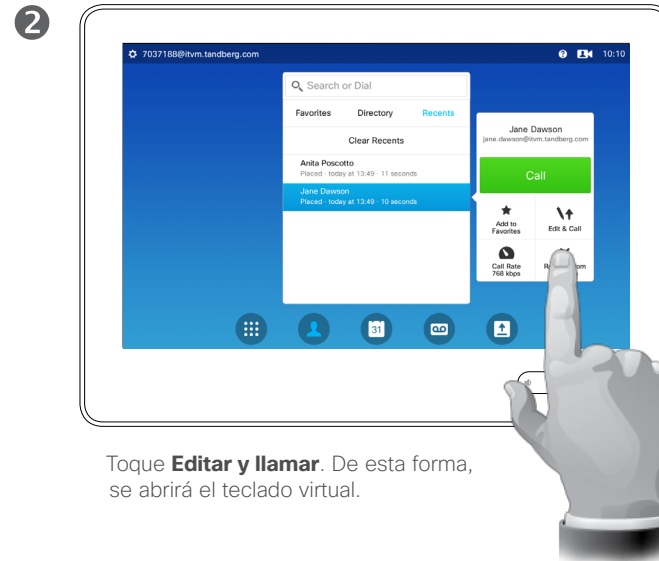 2
7037188@itvm.tandberg.com
10:10
Search or Dial
Favorites Directory Recents
Clear Recents
Anita Poscotto
Placed · today at 13:49 · 11 seconds
Jane Dawson
Placed · today at 13:49 · 10 seconds
Jane Dawson
jane.dawson@itvm.tandberg.com
Call
Add to
Favorites
Edit & Call
Call Rate
768 kbps
31
Toque Editar y llamar. De esta forma,
se abrirá el teclado virtual.